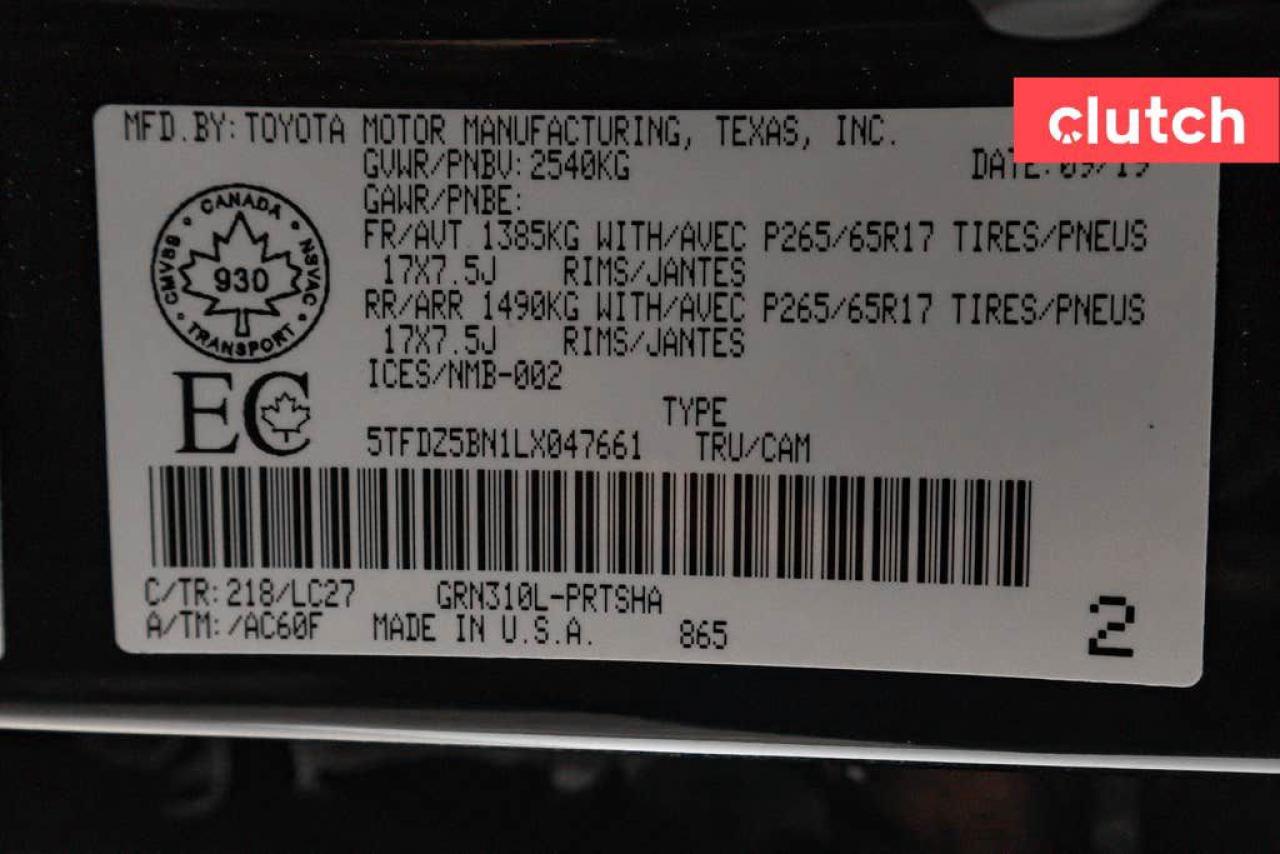 clutch
MFD.BY: TOYOTA MOTOR MANUFACTURING, TEXAS, INC.
GVWR/PNBV: 2540KG DATE: 09/19
GAWR/PNBE:
FR/AVT 1385KG WITH/AVEC P265/65R17 TIRES/PNEUS
17X7.5J RIMS/JANTES
RR/ARR 1490KG WITH/AVEC P265/65R17 TIRES/PNEUS
17X7.5J RIMS/JANTES
ICES/NMB-002
CANADA
CMVSS NSVAC
930
TRANSPORT
EC
TYPE
5TFDZ5BN1LX047661 TRU/CAM
C/TR: 218/LC27 GRN310L-PRTSHA
A/TM: /AC60F MADE IN U.S.A. 865
2